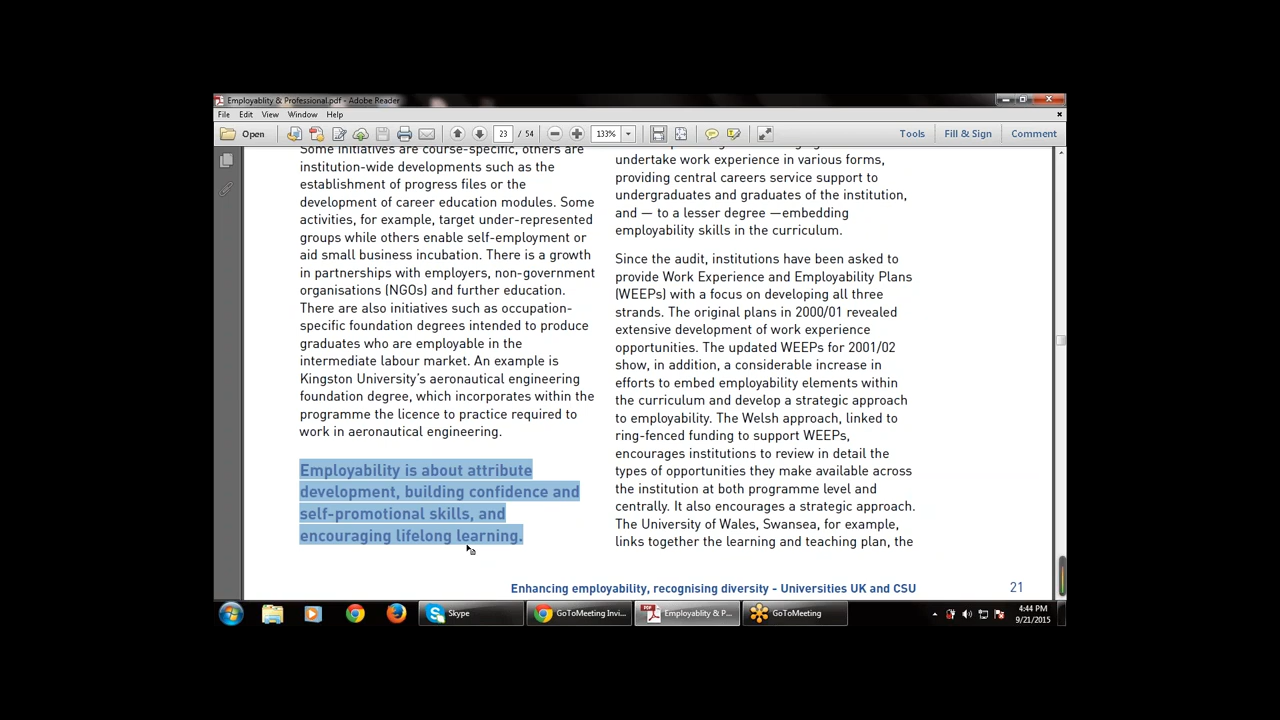 Employablity & Professional.pdf - Adobe Reader
File Edit View Window Help
Open 23 / 54 133% Tools Fill & Sign Comment
Some initiatives are course-specific, others are
institution-wide developments such as the
establishment of progress files or the
development of career education modules. Some
activities, for example, target under-represented
groups while others enable self-employment or
aid small business incubation. There is a growth
in partnerships with employers, non-government
organisations (NGOs) and further education.
There are also initiatives such as occupation-
specific foundation degrees intended to produce
graduates who are employable in the
intermediate labour market. An example is
Kingston University's aeronautical engineering
foundation degree, which incorporates within the
programme the licence to practice required to
work in aeronautical engineering.
Employability is about attribute
development, building confidence and
self-promotional skills, and
encouraging lifelong learning.
undertake work experience in various forms,
providing central careers service support to
undergraduates and graduates of the institution,
and — to a lesser degree —embedding
employability skills in the curriculum.
Since the audit, institutions have been asked to
provide Work Experience and Employability Plans
(WEEPs) with a focus on developing all three
strands. The original plans in 2000/01 revealed
extensive development of work experience
opportunities. The updated WEEPs for 2001/02
show, in addition, a considerable increase in
efforts to embed employability elements within
the curriculum and develop a strategic approach
to employability. The Welsh approach, linked to
ring-fenced funding to support WEEPs,
encourages institutions to review in detail the
types of opportunities they make available across
the institution at both programme level and
centrally. It also encourages a strategic approach.
The University of Wales, Swansea, for example,
links together the learning and teaching plan, the
Enhancing employability, recognising diversity - Universities UK and CSU 21
Skype GoToMeeting Invi... Employablity & P... GoToMeeting 4:44 PM
9/21/2015